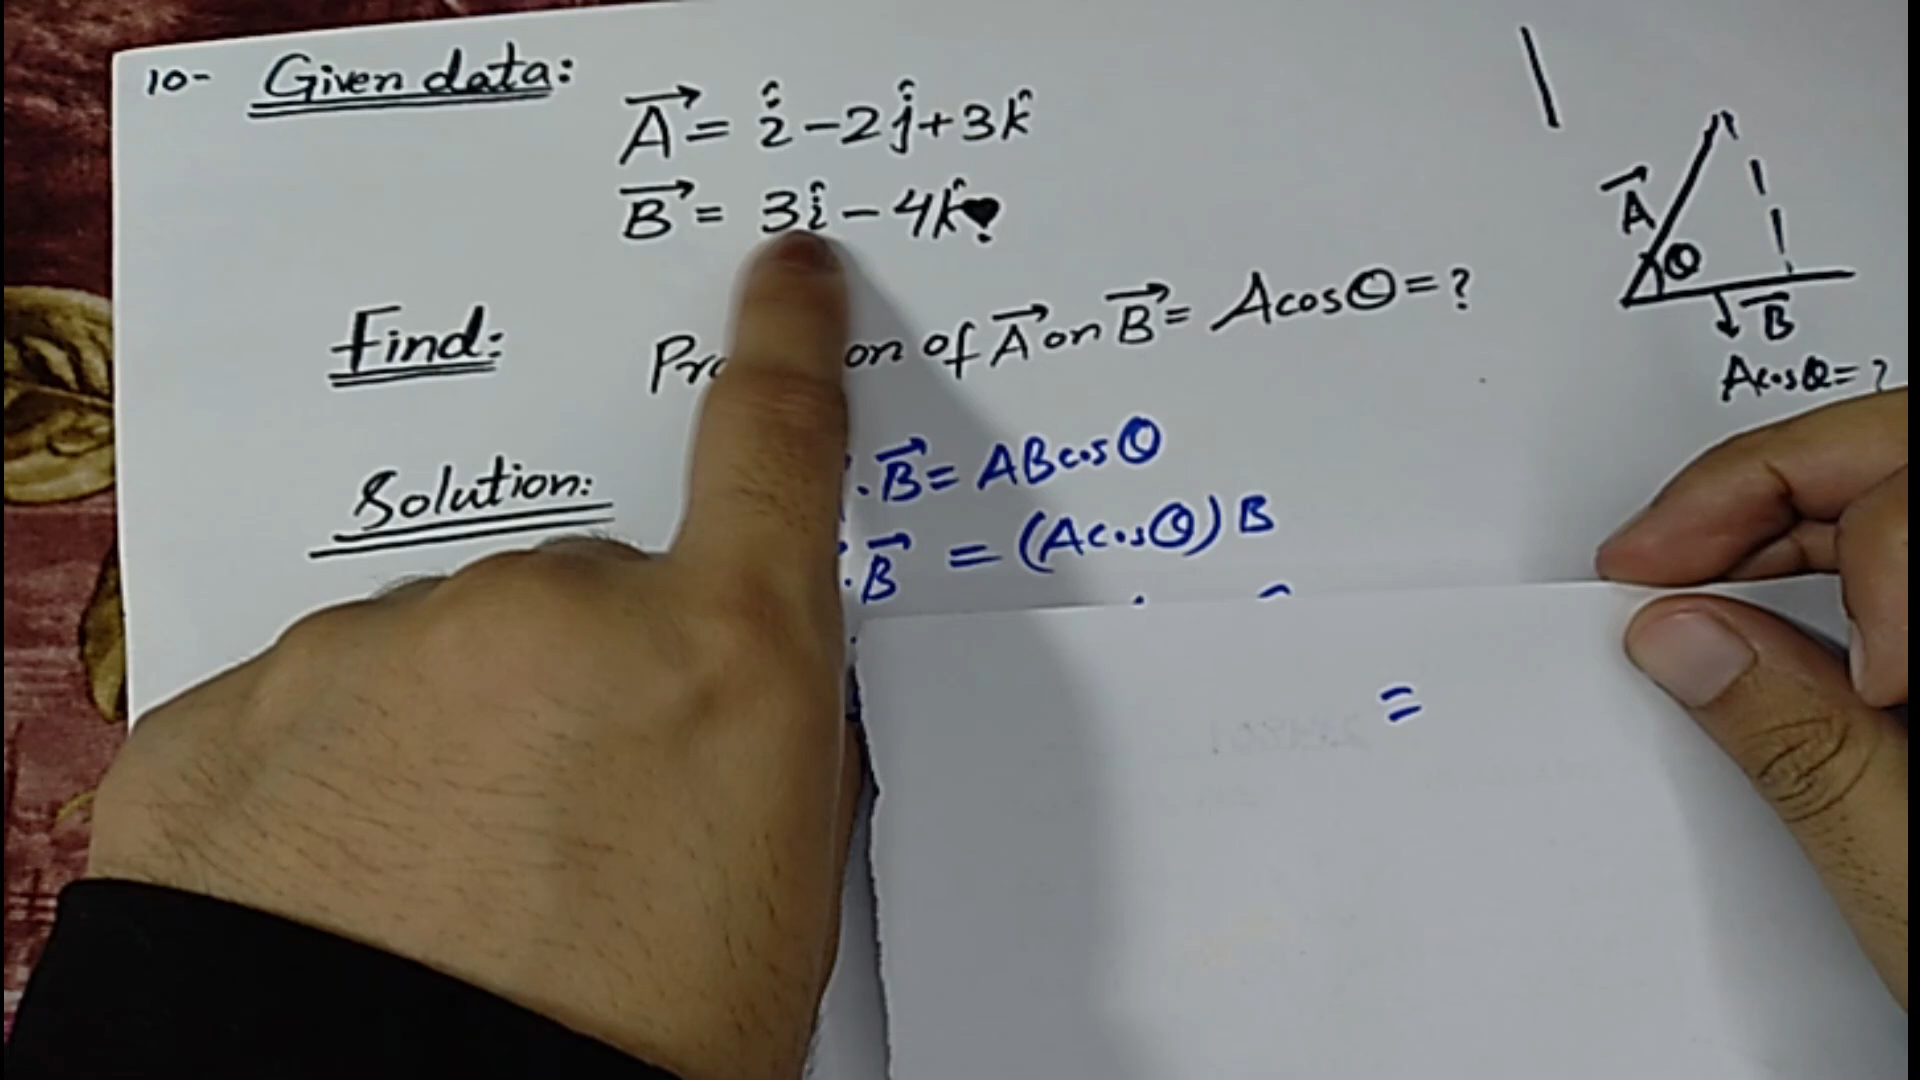 10- Given data:
A = î - 2ĵ + 3k̂
B = 3î - 4k̂
Find: on of A on B = Acosθ = ?
Solution: . B = ABcosθ
. B = (Acosθ) B
=
A
θ
B
Acosθ = ?